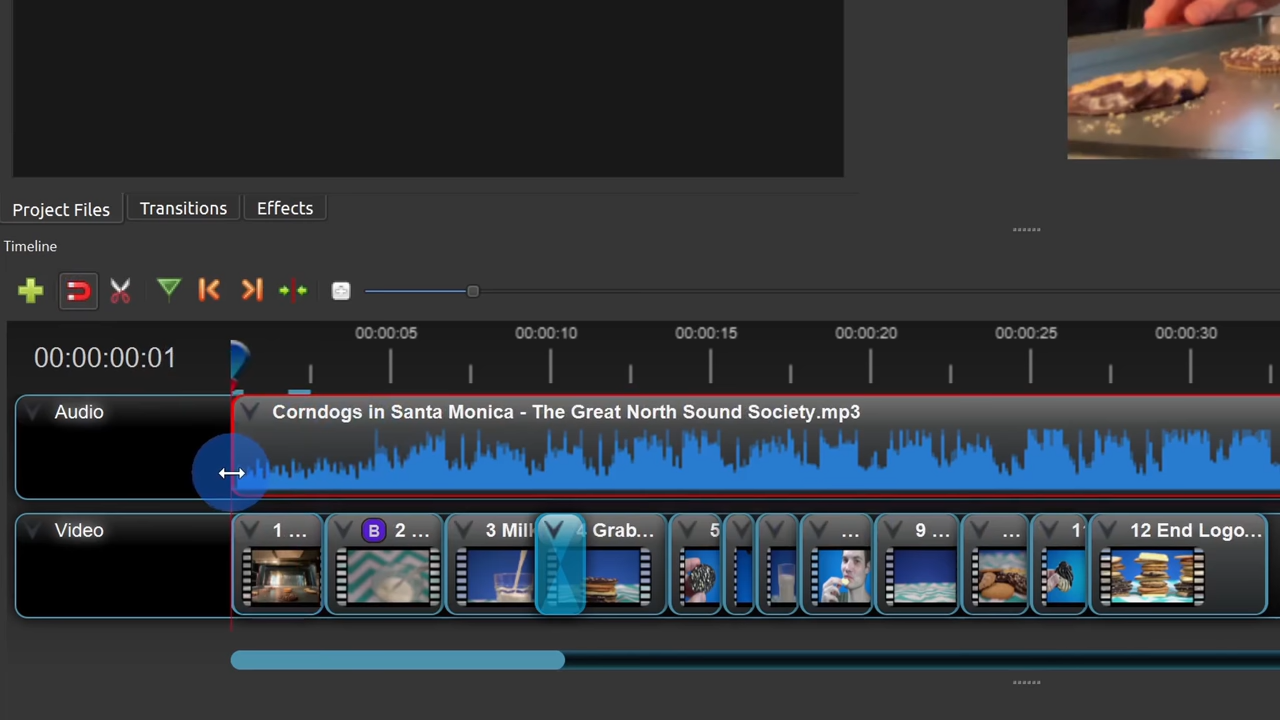 Project Files Transitions Effects
Timeline
00:00:05 00:00:10 00:00:15 00:00:20 00:00:25 00:00:30
00:00:00:01
Audio Corndogs in Santa Monica - The Great North Sound Society.mp3
Video 1 ... B 2 ... 3 Mil 4 Grab... 5 ... 9 ... ... 1 12 End Logo...